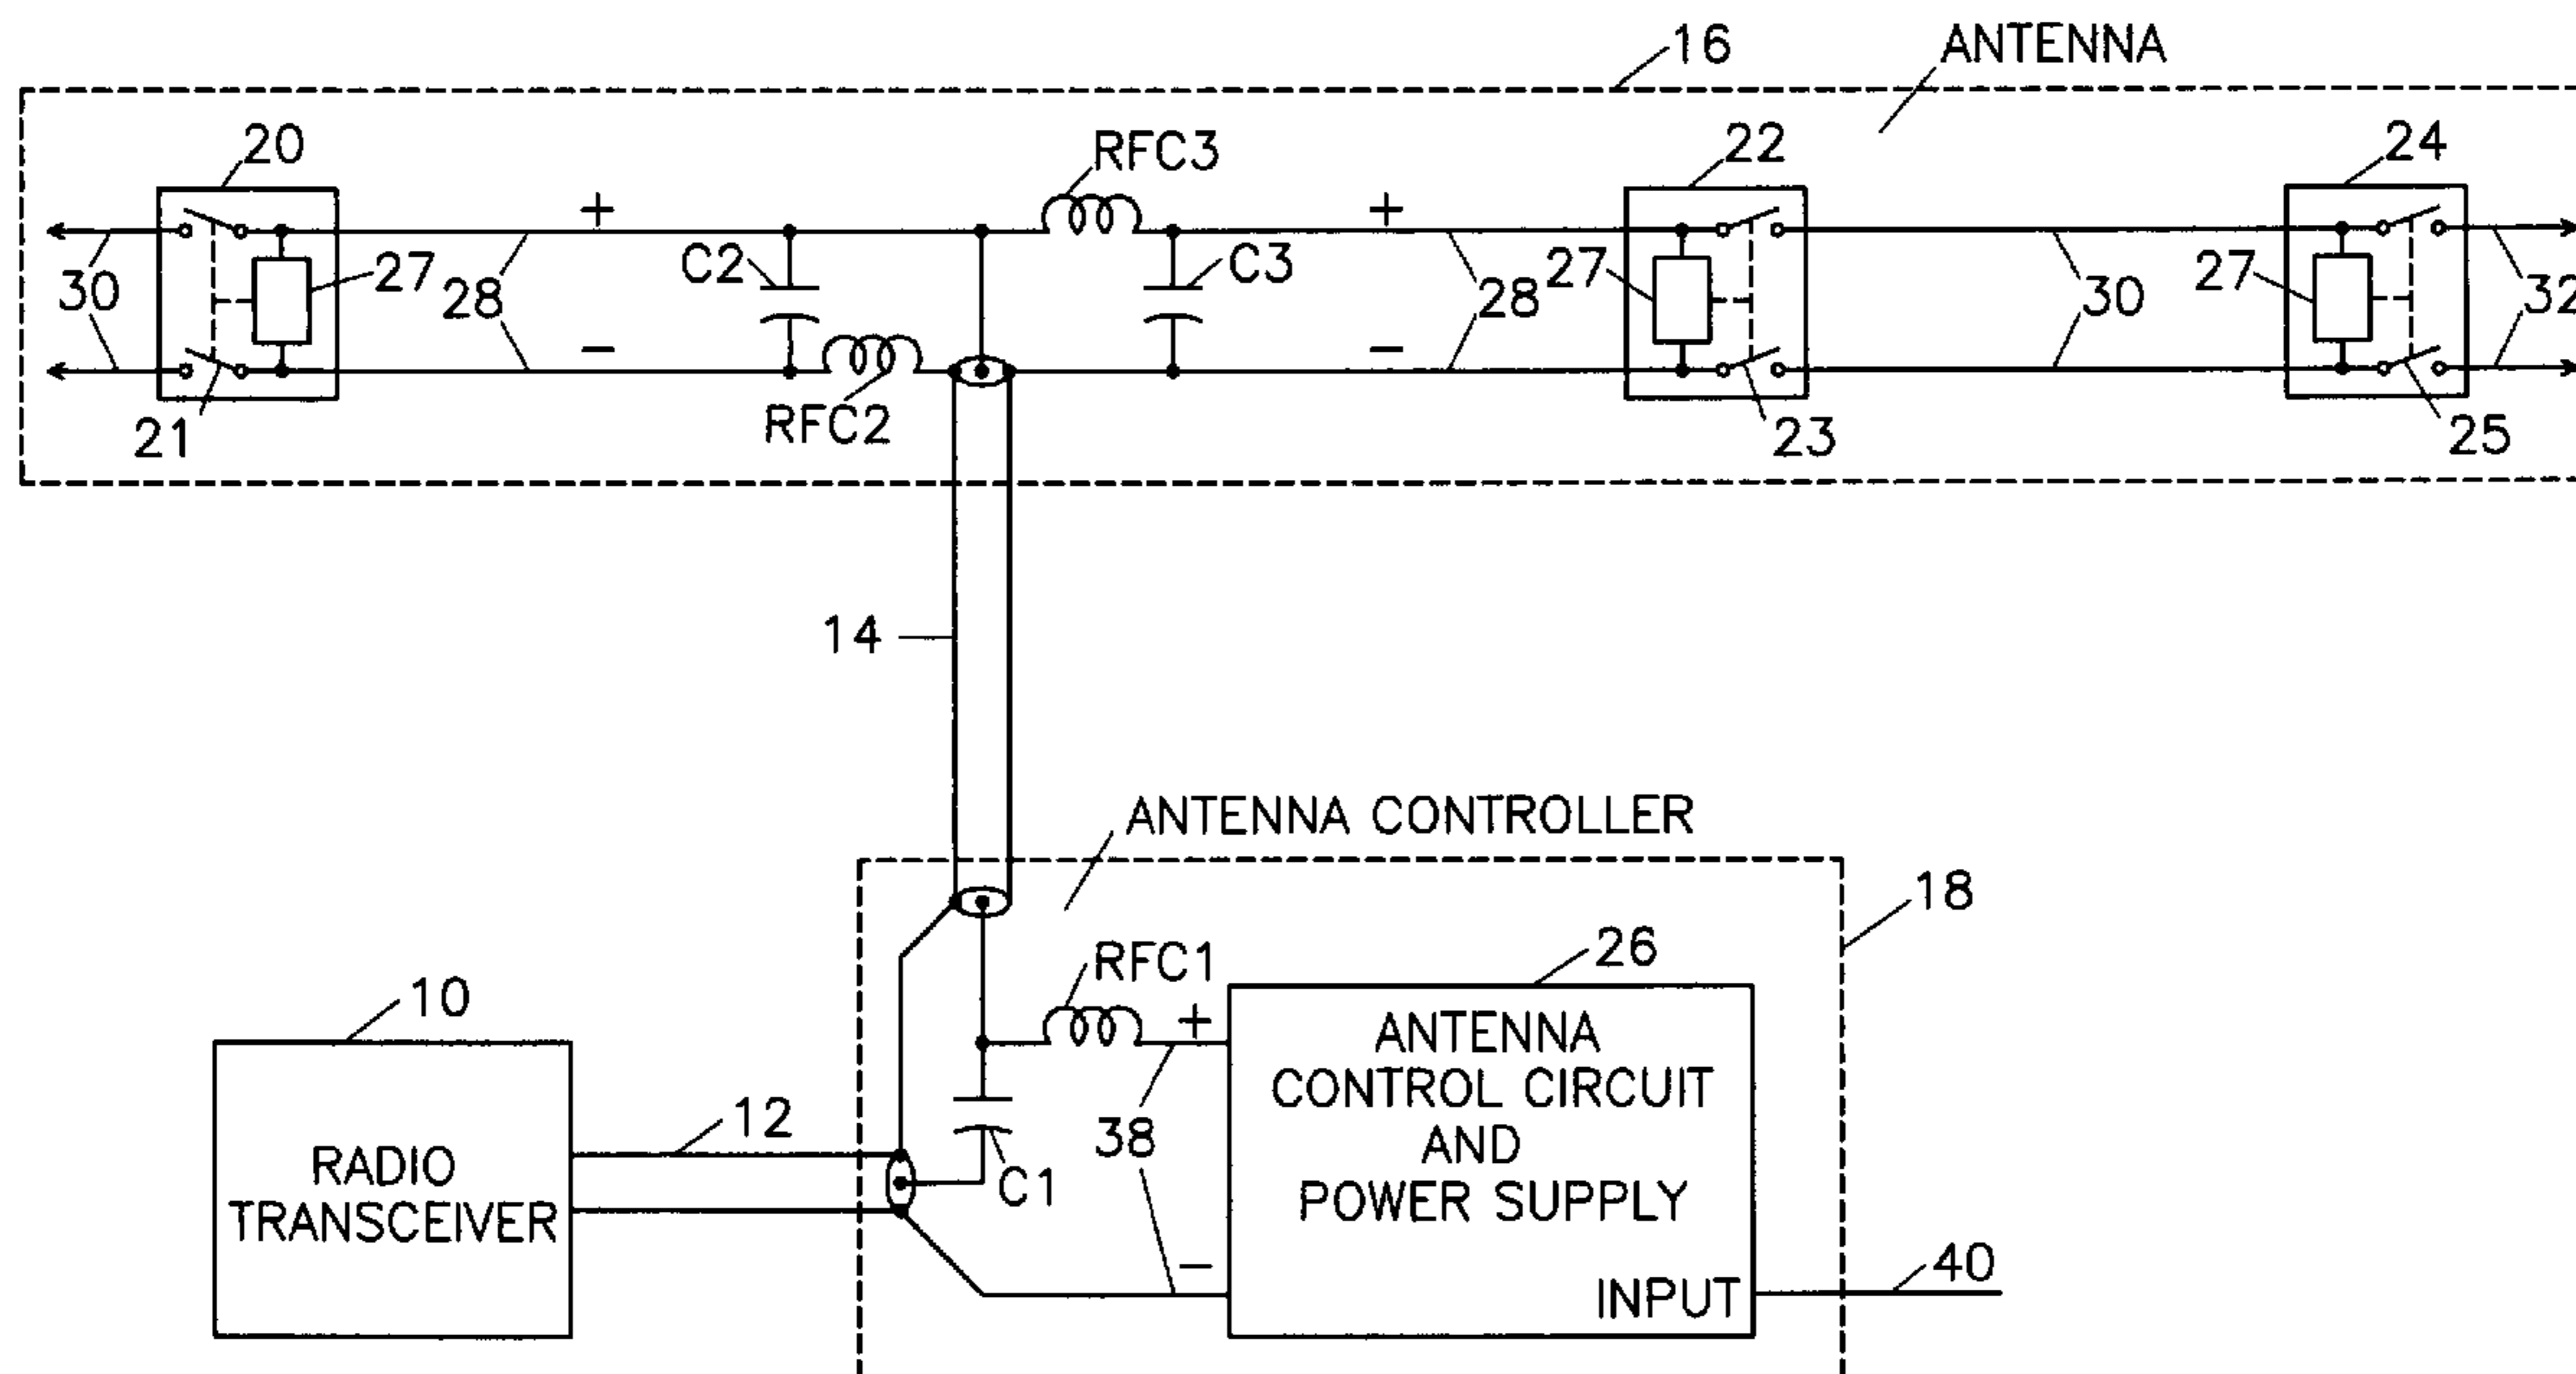 16
ANTENNA
20
RFC3
22
24
+
+
30
27
28
C2
C3
28
27
30
27
32
−
−
21
RFC2
23
25
14
ANTENNA CONTROLLER
18
10
RFC1
+
26
ANTENNA
CONTROL CIRCUIT
AND
POWER SUPPLY
12
38
C1
RADIO
TRANSCEIVER
−
INPUT
40